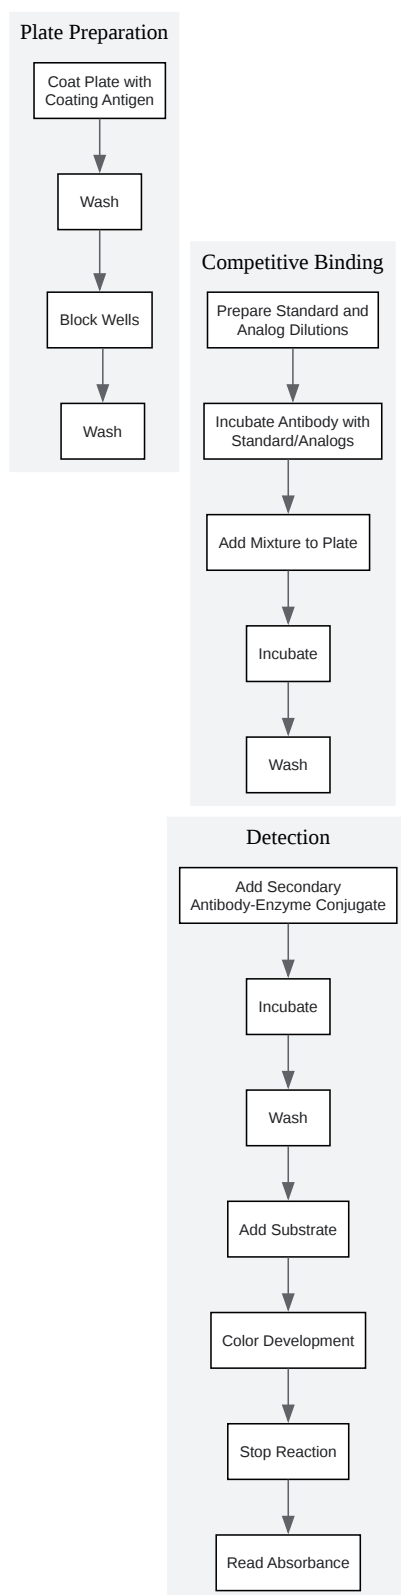 Plate Preparation
Coat Plate with
Coating Antigen
Wash
Block Wells
Wash
Competitive Binding
Prepare Standard and
Analog Dilutions
Incubate Antibody with
Standard/Analogs
Add Mixture to Plate
Incubate
Wash
Detection
Add Secondary
Antibody-Enzyme Conjugate
Incubate
Wash
Add Substrate
Color Development
Stop Reaction
Read Absorbance